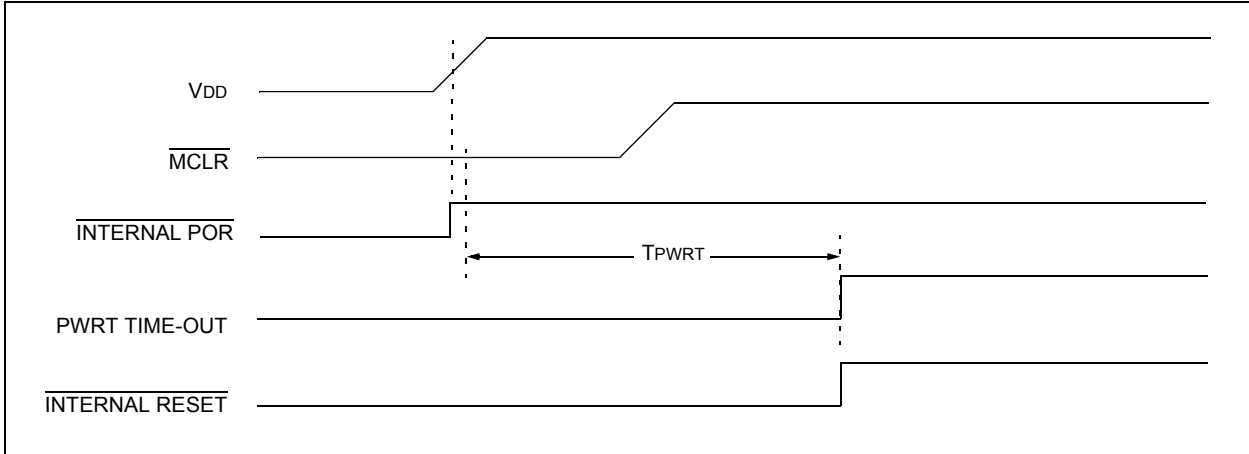 VDD
MCLR
INTERNAL POR
TPWRT
PWRT TIME-OUT
INTERNAL RESET